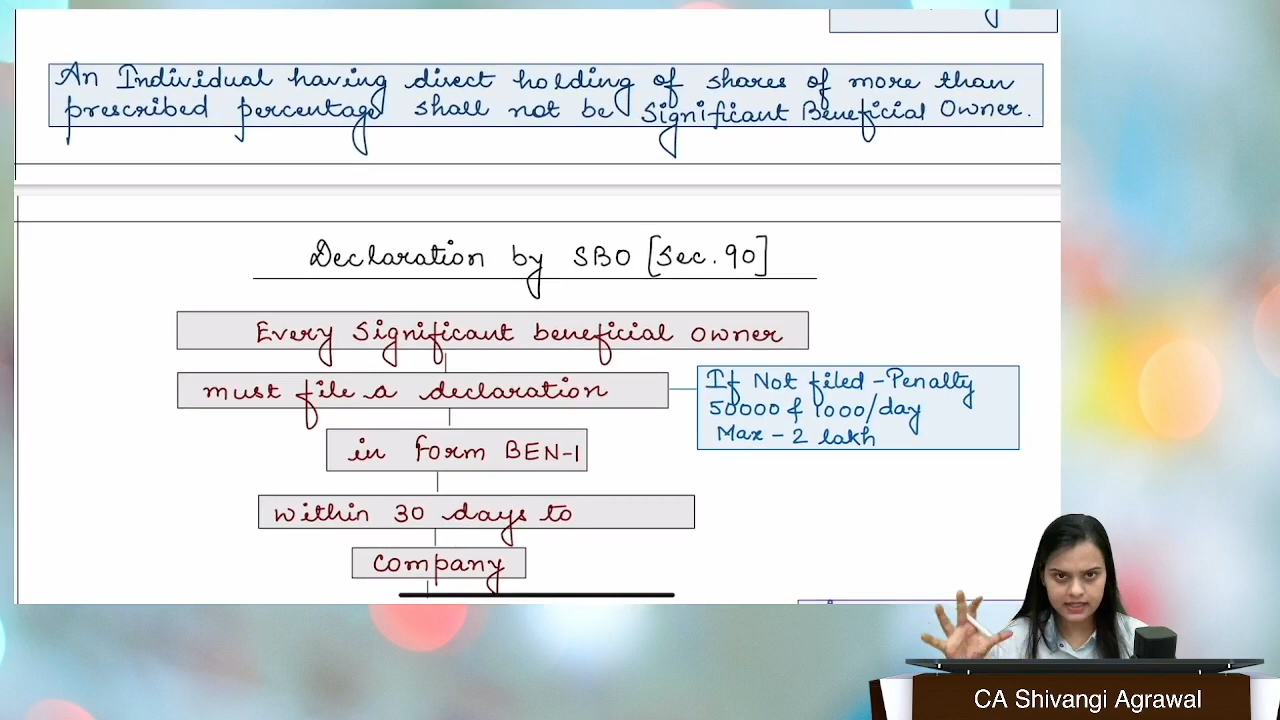 An Individual having direct holding of shares of more than
prescribed percentage shall not be Significant Beneficial Owner.
Declaration by SBO [Sec. 90]
Every Significant beneficial owner
must file a declaration
If Not filed - Penalty
50000 & 1000/day
Max - 2 lakh
in form BEN-1
within 30 days to
company
CA Shivangi Agrawal